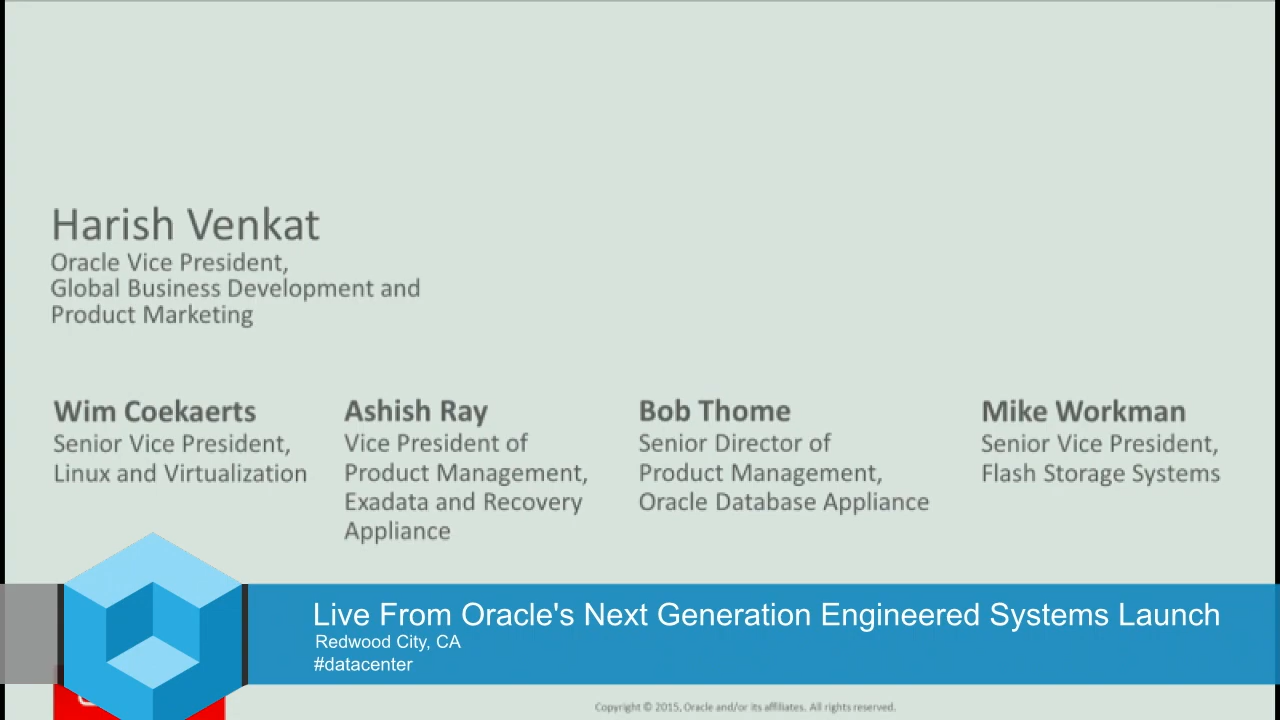 Harish Venkat
Oracle Vice President,
Global Business Development and
Product Marketing
Wim Coekaerts
Senior Vice President,
Linux and Virtualization
Ashish Ray
Vice President of
Product Management,
Exadata and Recovery
Appliance
Bob Thome
Senior Director of
Product Management,
Oracle Database Appliance
Mike Workman
Senior Vice President,
Flash Storage Systems
Live From Oracle's Next Generation Engineered Systems Launch
Redwood City, CA
#datacenter
Copyright © 2015, Oracle and/or its affiliates. All rights reserved.